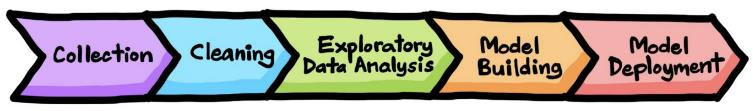 Collection
Cleaning
Exploratory
Data Analysis
Model
Building
Model
Deployment